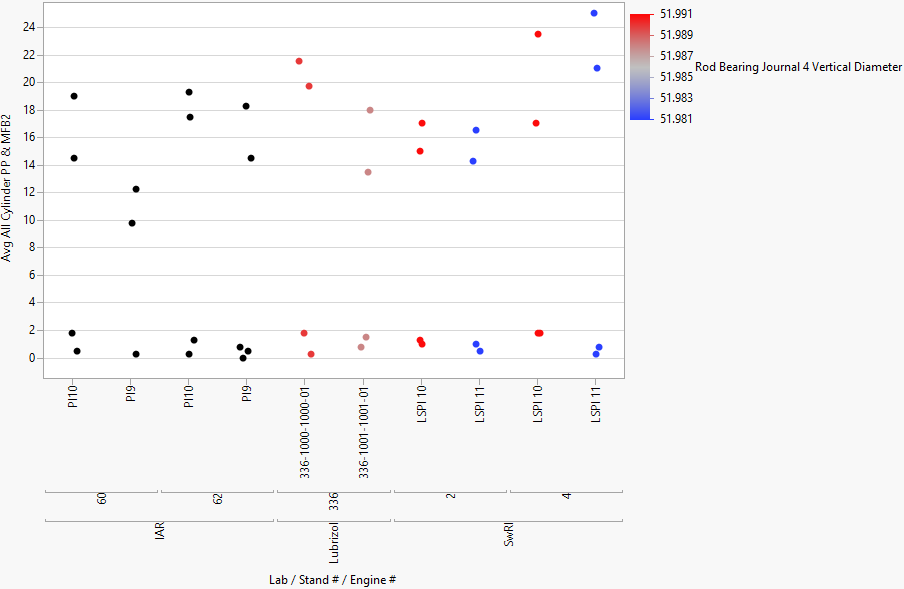 Avg All Cylinder PP & MFB2
24
22
20
18
16
14
12
10
8
6
4
2
0
PI10
PI9
PI10
PI9
336-1000-1000-01
336-1001-1001-01
LSPI 10
LSPI 11
LSPI 10
LSPI 11
60
62
336
2
4
IAR
Lubrizol
SwRI
Lab / Stand # / Engine #
51.991
51.989
51.987
51.985
51.983
51.981
Rod Bearing Journal 4 Vertical Diameter